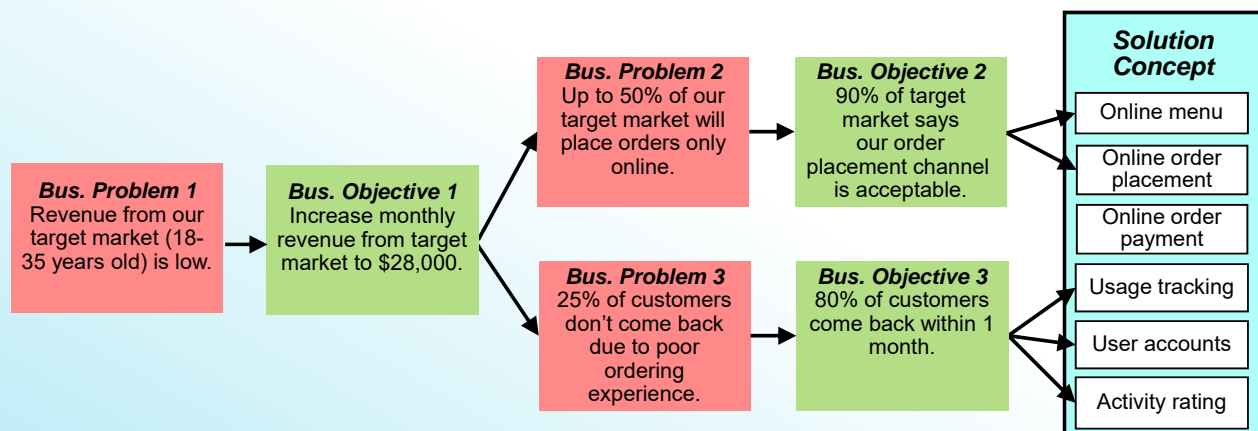 Bus. Problem 1
Revenue from our
target market (18-
35 years old) is low.
Bus. Objective 1
Increase monthly
revenue from target
market to $28,000.
Bus. Problem 2
Up to 50% of our
target market will
place orders only
online.
Bus. Objective 2
90% of target
market says
our order
placement channel
is acceptable.
Bus. Problem 3
25% of customers
don’t come back
due to poor
ordering
experience.
Bus. Objective 3
80% of customers
come back within 1
month.
Solution
Concept
Online menu
Online order
placement
Online order
payment
Usage tracking
User accounts
Activity rating